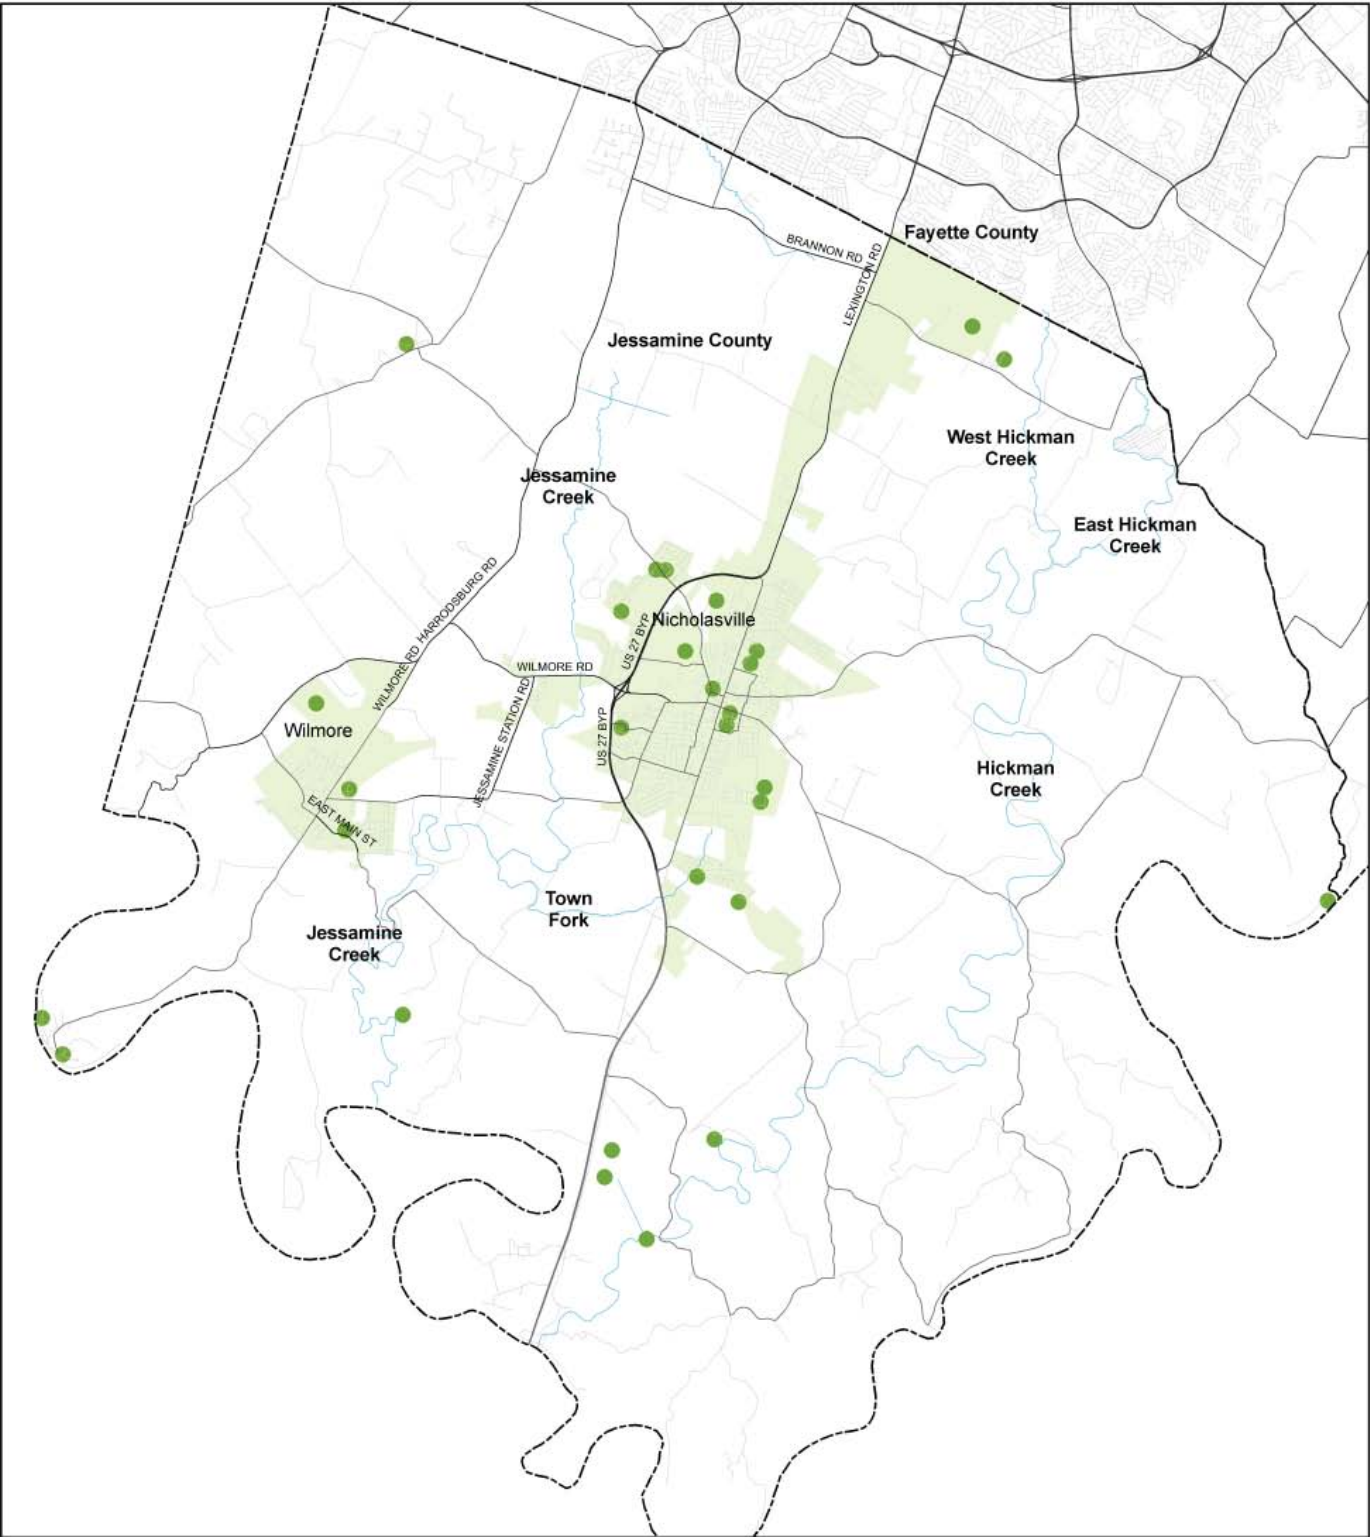 Fayette County
BRANNON RD
LEXINGTON RD
Jessamine County
West Hickman
Creek
Jessamine
Creek
East Hickman
Creek
HARRODSBURG RD
Nicholasville
US 27 BYP
WILMORE RD
WILMORE RD
JESSAMINE STATION RD
Wilmore
US 27 BYP
Hickman
Creek
EAST MAIN ST
Town
Fork
Jessamine
Creek